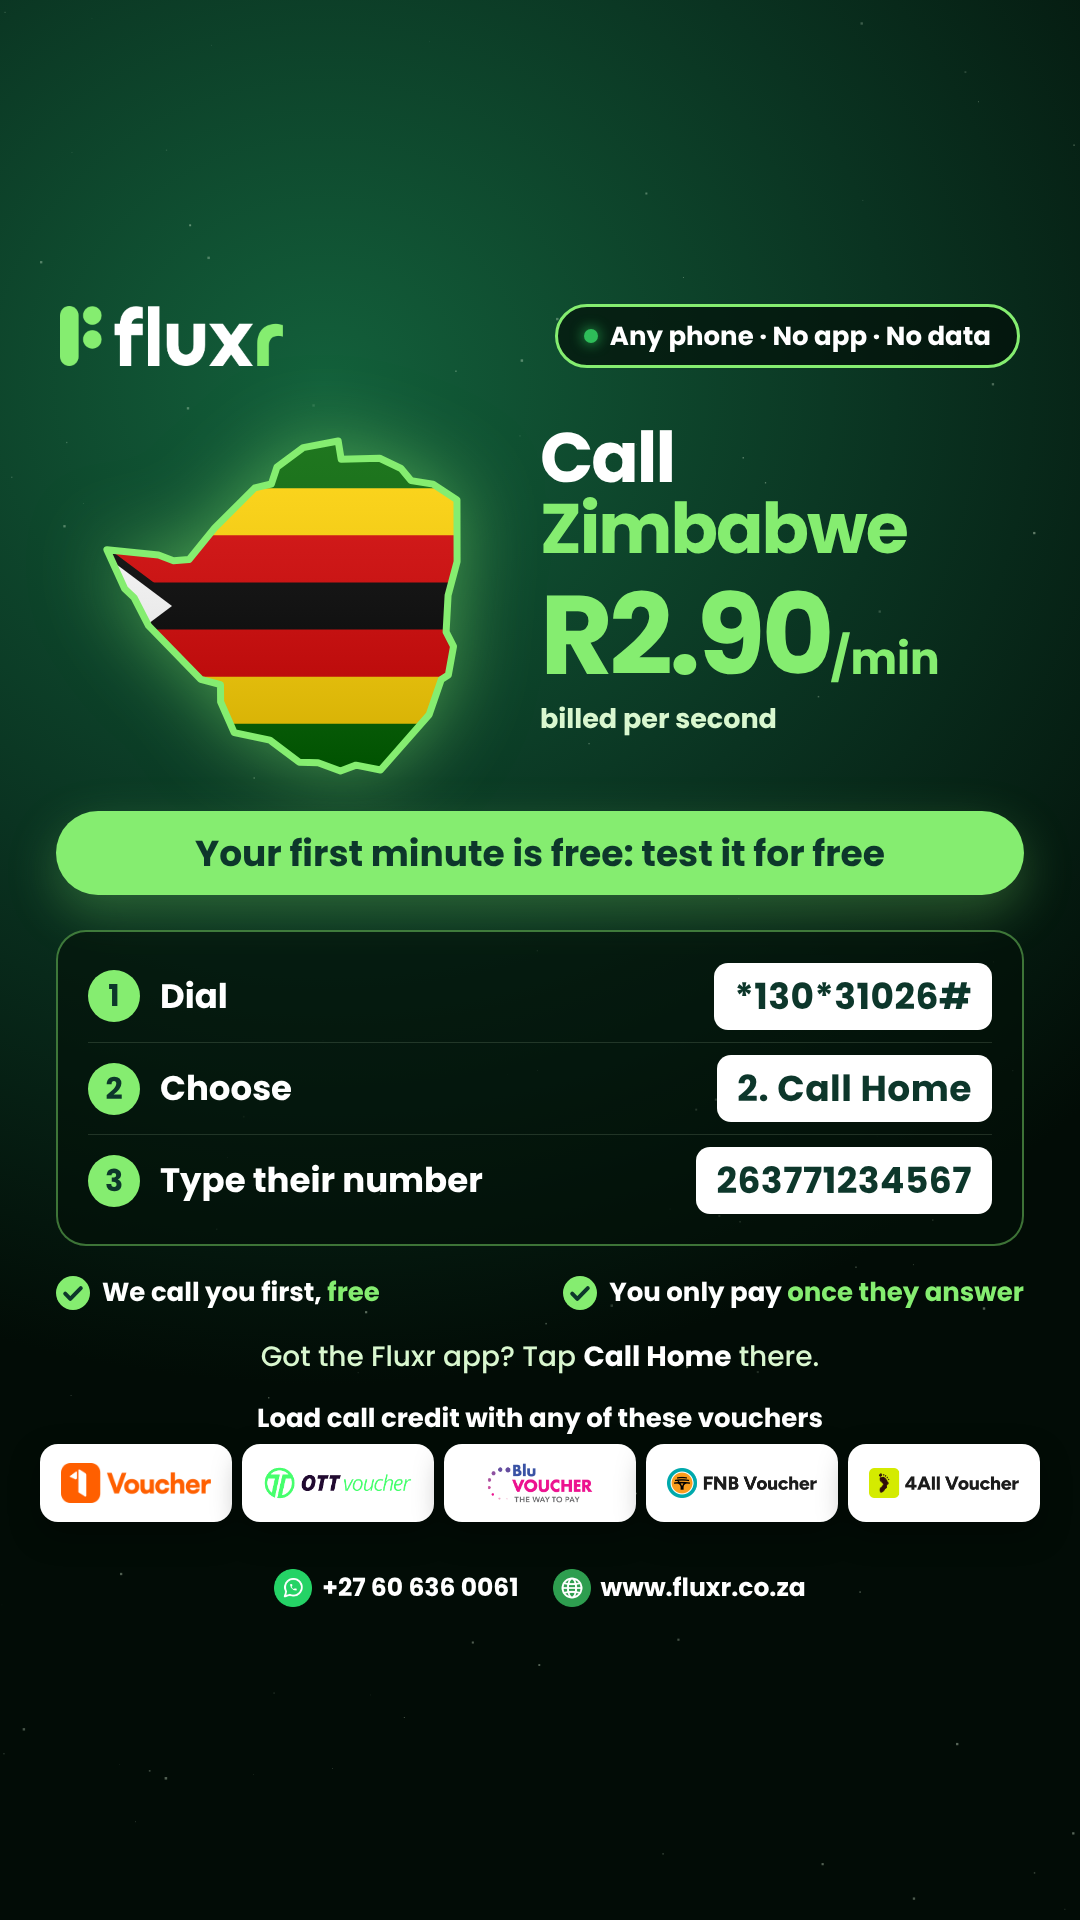 fluxr
Any phone · No app · No data
Call
Zimbabwe
R2.90/min
billed per second
Your first minute is free: test it for free
1 Dial *130*31026#
2 Choose 2. Call Home
3 Type their number 263771234567
We call you first, free
You only pay once they answer
Got the Fluxr app? Tap Call Home there.
Load call credit with any of these vouchers
1 Voucher
OTT voucher
Blu
VOUCHER
THE WAY TO PAY
FNB Voucher
4All Voucher
+27 60 636 0061
www.fluxr.co.za